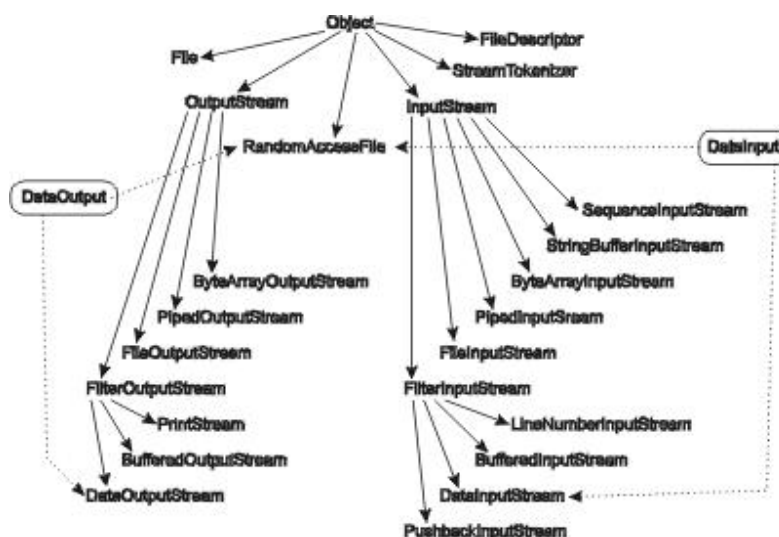 Object
File
FileDescriptor
StreamTokenizer
OutputStream
InputStream
RandomAccessFile
DataInput
DataOutput
SequenceInputStream
StringBufferInputStream
ByteArrayOutputStream
ByteArrayInputStream
PipedOutputStream
PipedInputSream
FileOutputStream
FileInputStream
FilterOutputStream
FilterInputStream
PrintStream
LineNumberInputStream
BufferedOutputStream
BufferedInputStream
DataOutputStream
DataInputStream
PushbackInputStream